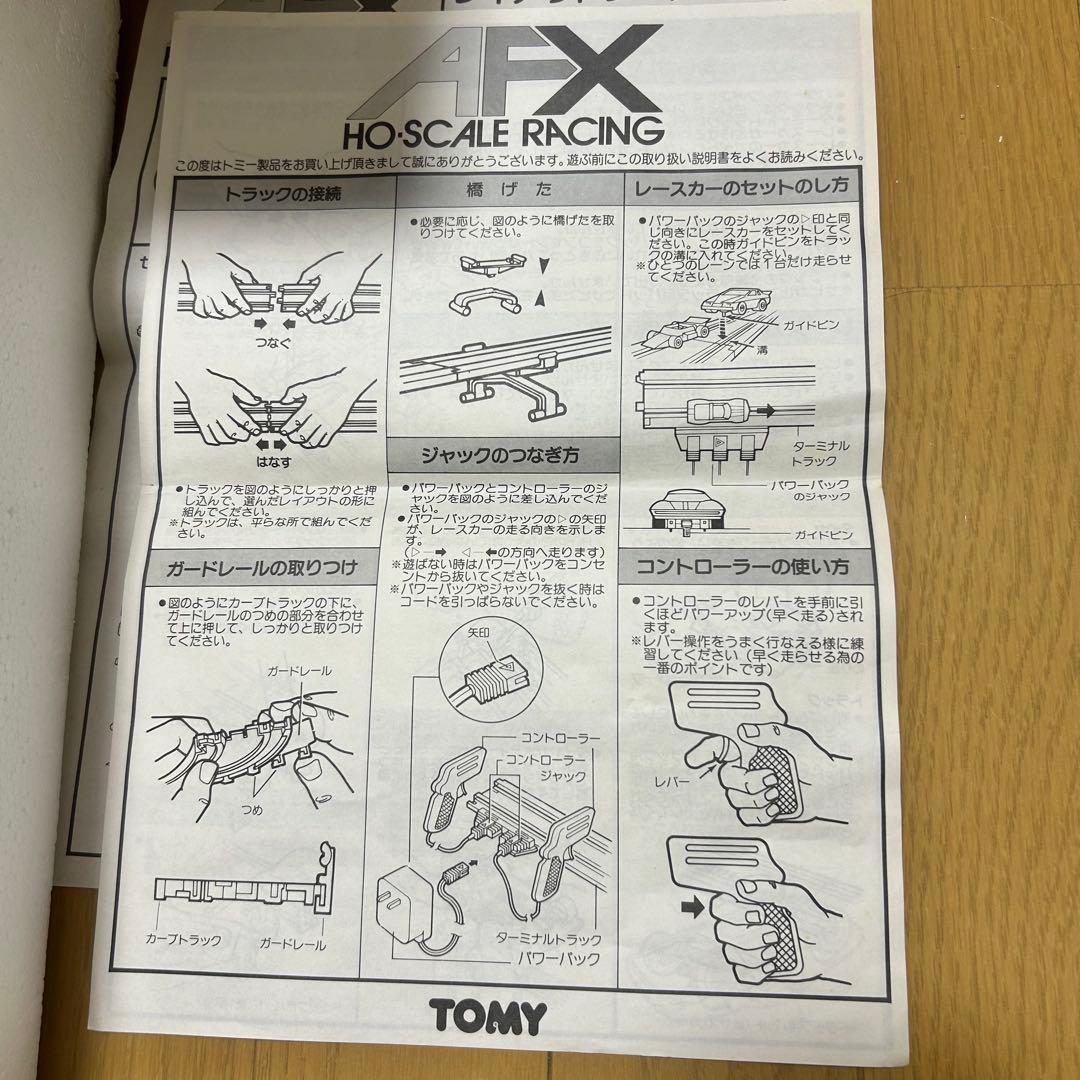 AFX
HO·SCALE RACING
この度はトミー製品をお買い上げ頂きまして誠にありがとうございます。遊ぶ前にこの取り扱い説明書をよくお読みください。
トラックの接続
つなぐ
はなす
●トラックを図のようにしっかりと押
し込んで、選んだレイアウトの形に
組んでください。
※トラックは、平らな所で組んでくだ
さい。
ガードレールの取りつけ
●図のようにカーブトラックの下に、
ガードレールのつめの部分を合わせ
て上に押して、しっかりと取りつけ
てください。
ガードレール
つめ
カーブトラック
ガードレール
橋げた
●必要に応じ、図のように橋げたを取
りつけてください。
ジャックのつなぎ方
●パワーパックとコントローラーのジ
ャックを図のように差し込んでくだ
さい。
●パワーパックのジャックの▷の矢印
が、レースカーの走る向きを示しま
す。
(▷─➡ ◁─⬅の方向へ走ります)
※遊ばない時はパワーパックをコンセ
ントから抜いてください。
※パワーパックやジャックを抜く時は
コードを引っぱらないでください。
矢印
コントローラー
コントローラー
ジャック
ターミナルトラック
パワーパック
レースカーのセットのし方
●パワーパックのジャックの▷印と同
じ向きにレースカーをセットしてく
ださい。この時ガイドピンをトラッ
クの溝に入れてください。
※ひとつのレーンでは1台だけ走らせ
てください。
ガイドピン
溝
ターミナル
トラック
パワーパック
のジャック
ガイドピン
コントローラーの使い方
●コントローラーのレバーを手前に引
くほどパワーアップ(早く走る)され
ます。
※レバー操作をうまく行なえる様に練
習してください(早く走らせる為の
一番のポイントです)
レバー
TOMY